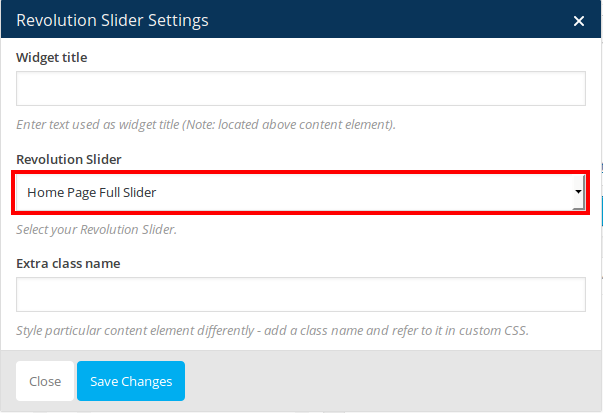 Revolution Slider Settings ×
Widget title
Enter text used as widget title (Note: located above content element).
Revolution Slider
Home Page Full Slider
Select your Revolution Slider.
Extra class name
Style particular content element differently - add a class name and refer to it in custom CSS.
Close Save Changes